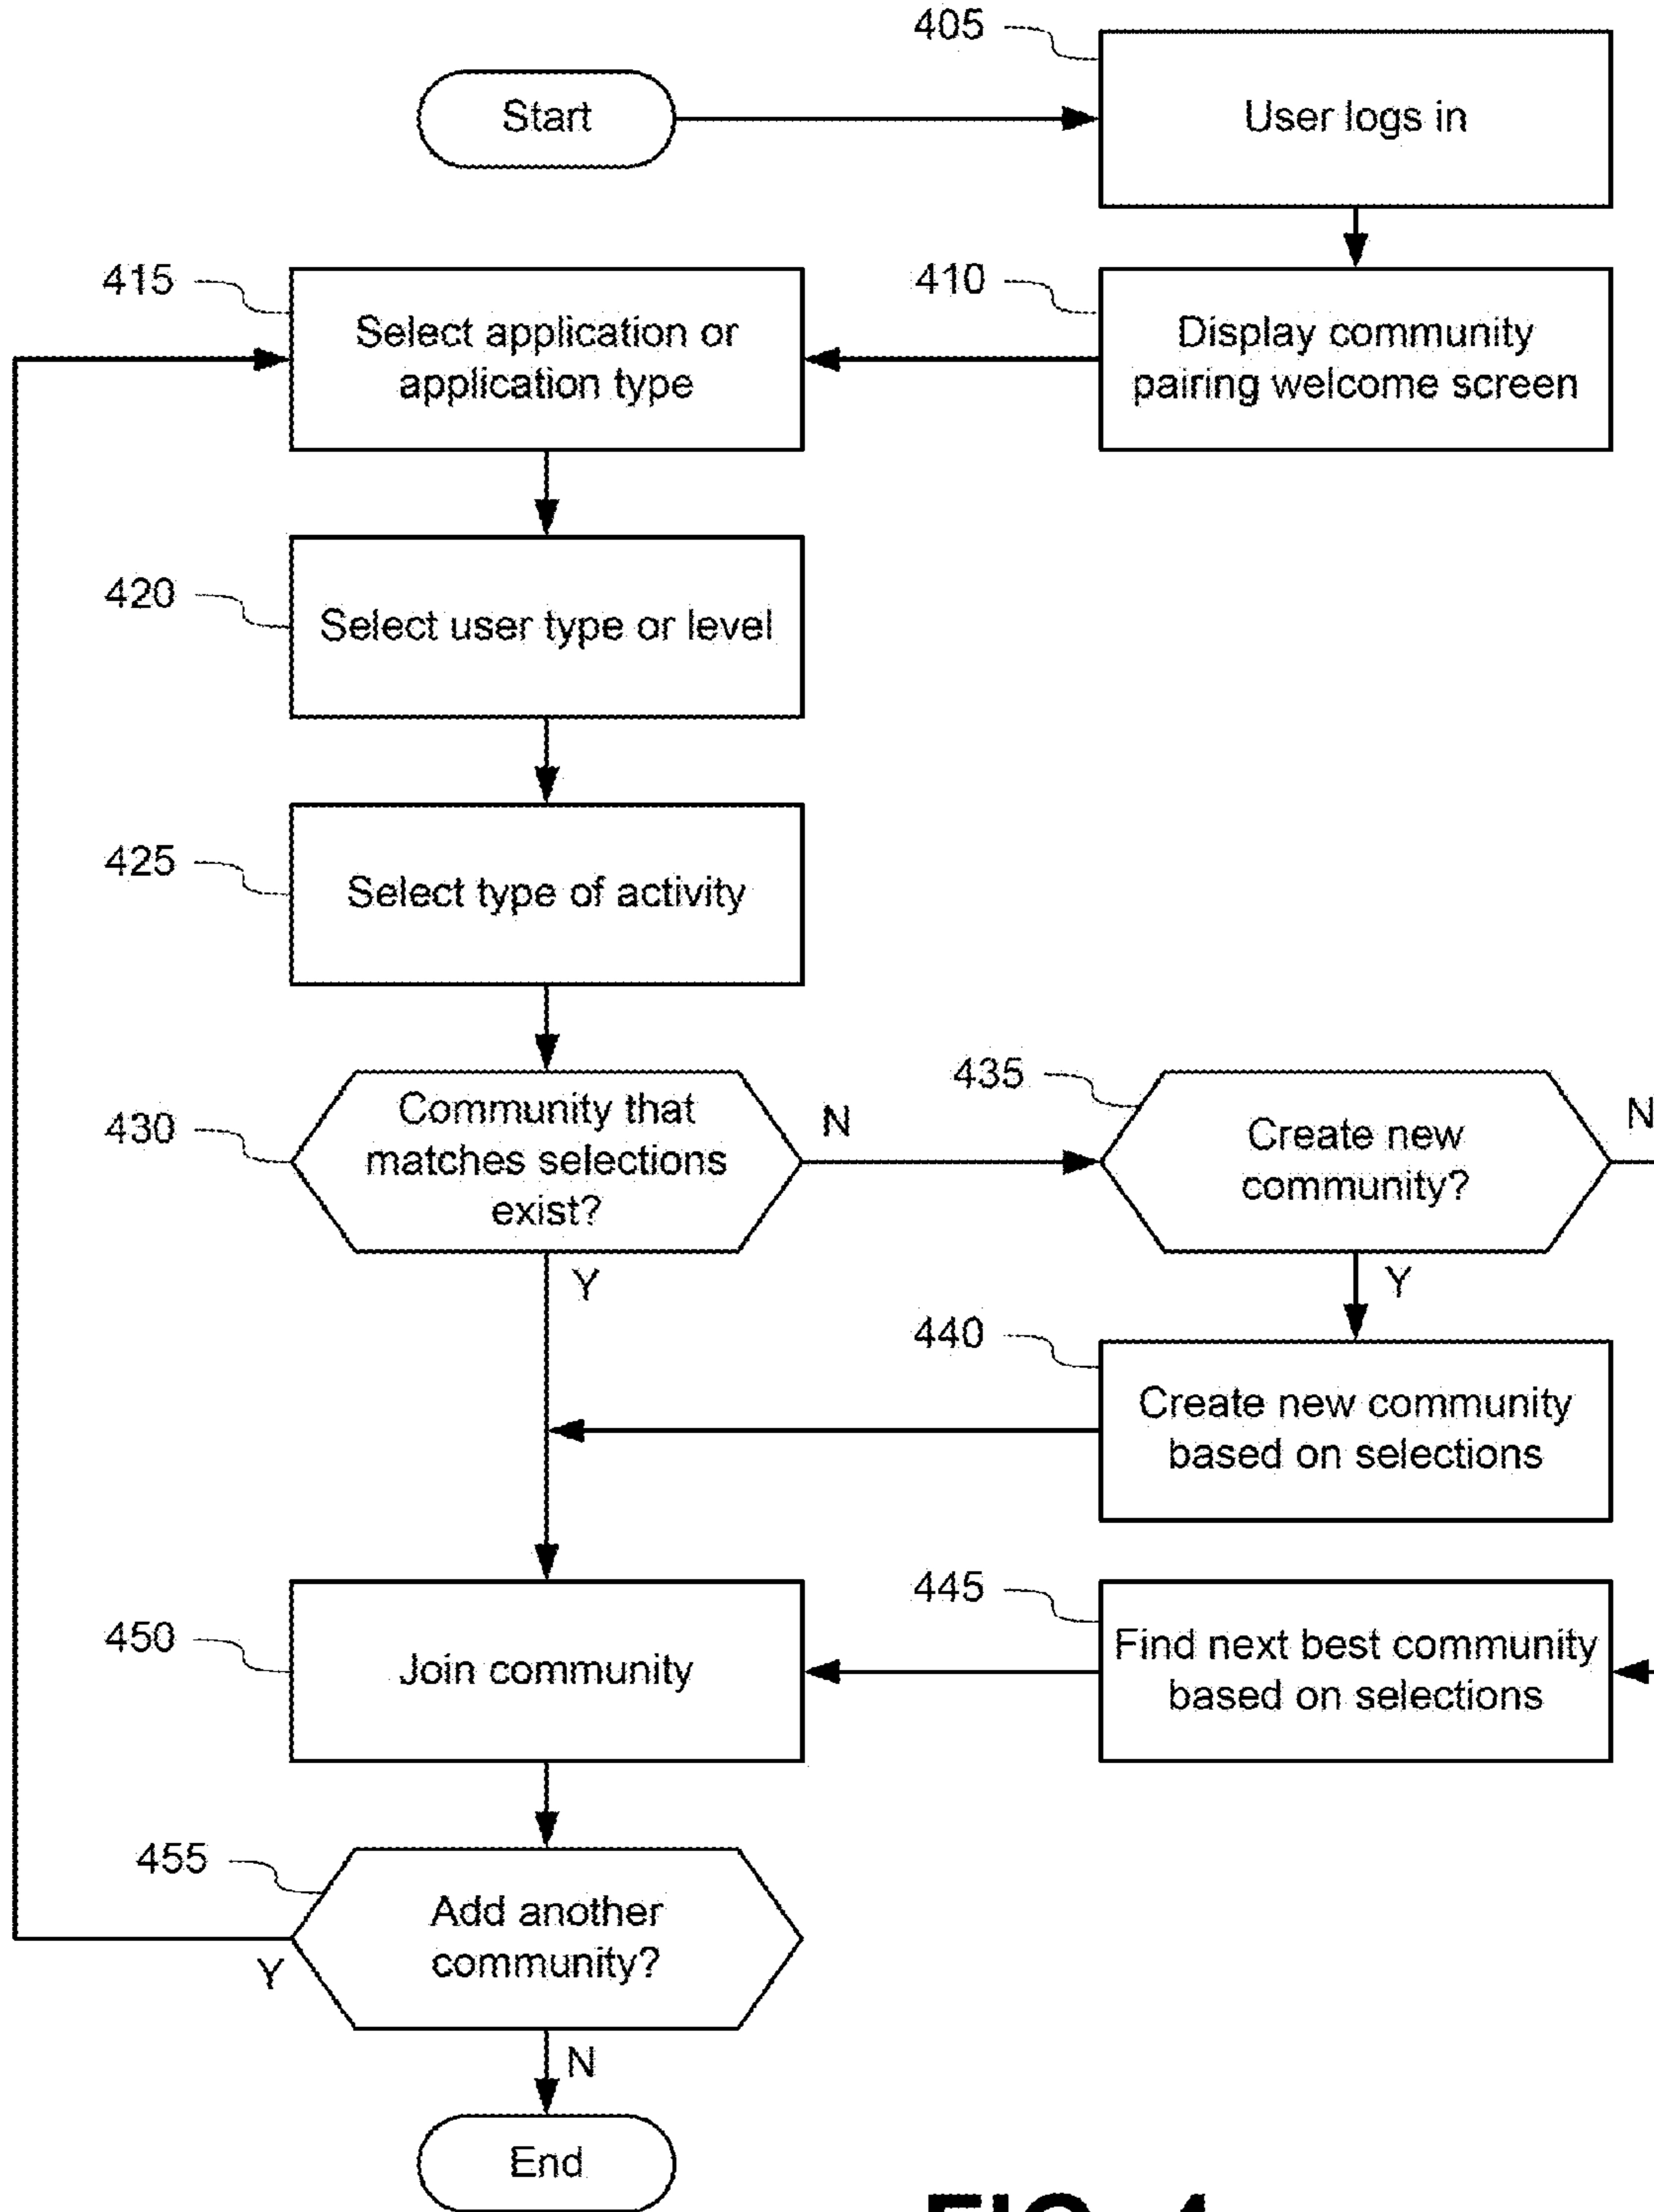 405
Start
User logs in
415
Select application or
application type
410
Display community
pairing welcome screen
420
Select user type or level
425
Select type of activity
430
Community that
matches selections
exist?
N
435
Create new
community?
N
Y
Y
440
Create new community
based on selections
450
Join community
445
Find next best community
based on selections
455
Add another
community?
Y
N
End
FIG. 4